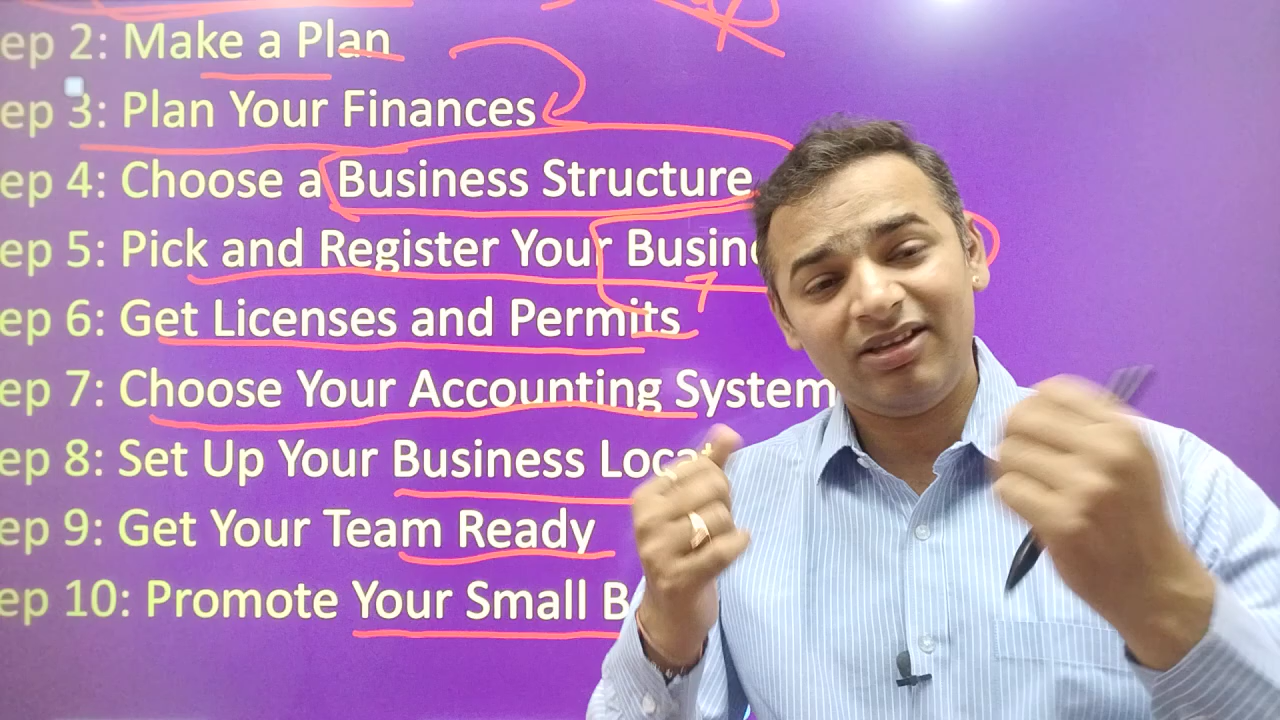 ep 2: Make a Plan
ep 3: Plan Your Finances
ep 4: Choose a Business Structure
ep 5: Pick and Register Your Busine
ep 6: Get Licenses and Permits
ep 7: Choose Your Accounting System
ep 8: Set Up Your Business Locat
ep 9: Get Your Team Ready
ep 10: Promote Your Small B